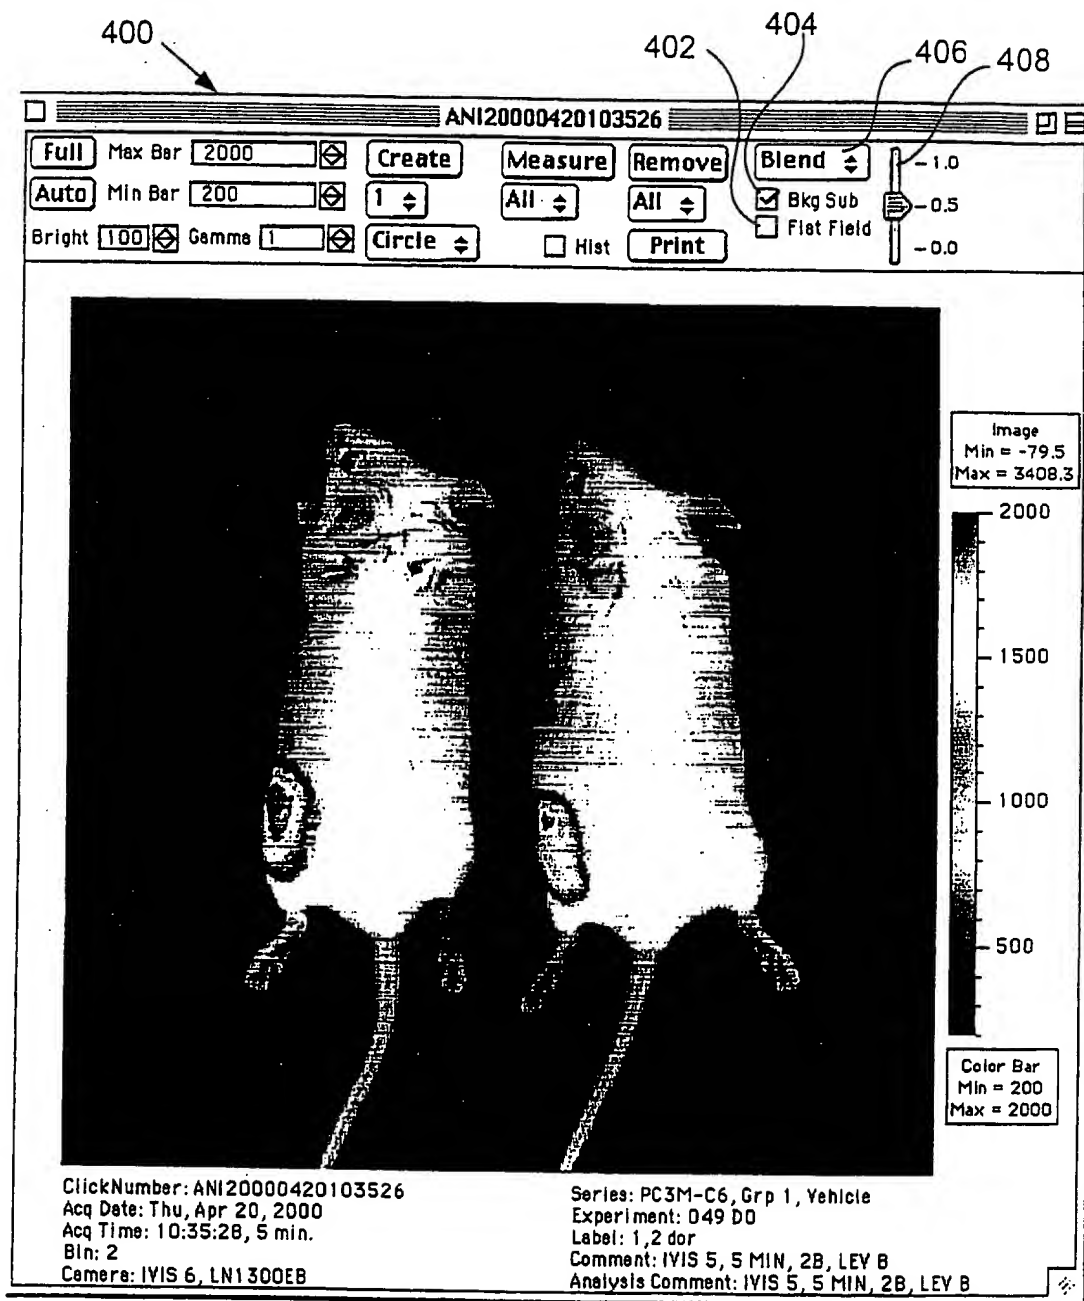 400
402
404
406
408
ANI20000420103526
Full Max Bar 2000 Create Measure Remove Blend -1.0
Auto Min Bar 200 1 All All Bkg Sub -0.5
Flat Field
Bright 100 Gamma 1 Circle Hist Print -0.0
Image
Min = -79.5
Max = 3408.3
2000
1500
1000
500
Color Bar
Min = 200
Max = 2000
ClickNumber: ANI20000420103526
Acq Date: Thu, Apr 20, 2000
Acq Time: 10:35:28, 5 min.
Bin: 2
Camera: IVIS 6, LN1300EB
Series: PC3M-C6, Grp 1, Vehicle
Experiment: 049 D0
Label: 1,2 dor
Comment: IVIS 5, 5 MIN, 2B, LEV B
Analysis Comment: IVIS 5, 5 MIN, 2B, LEV B